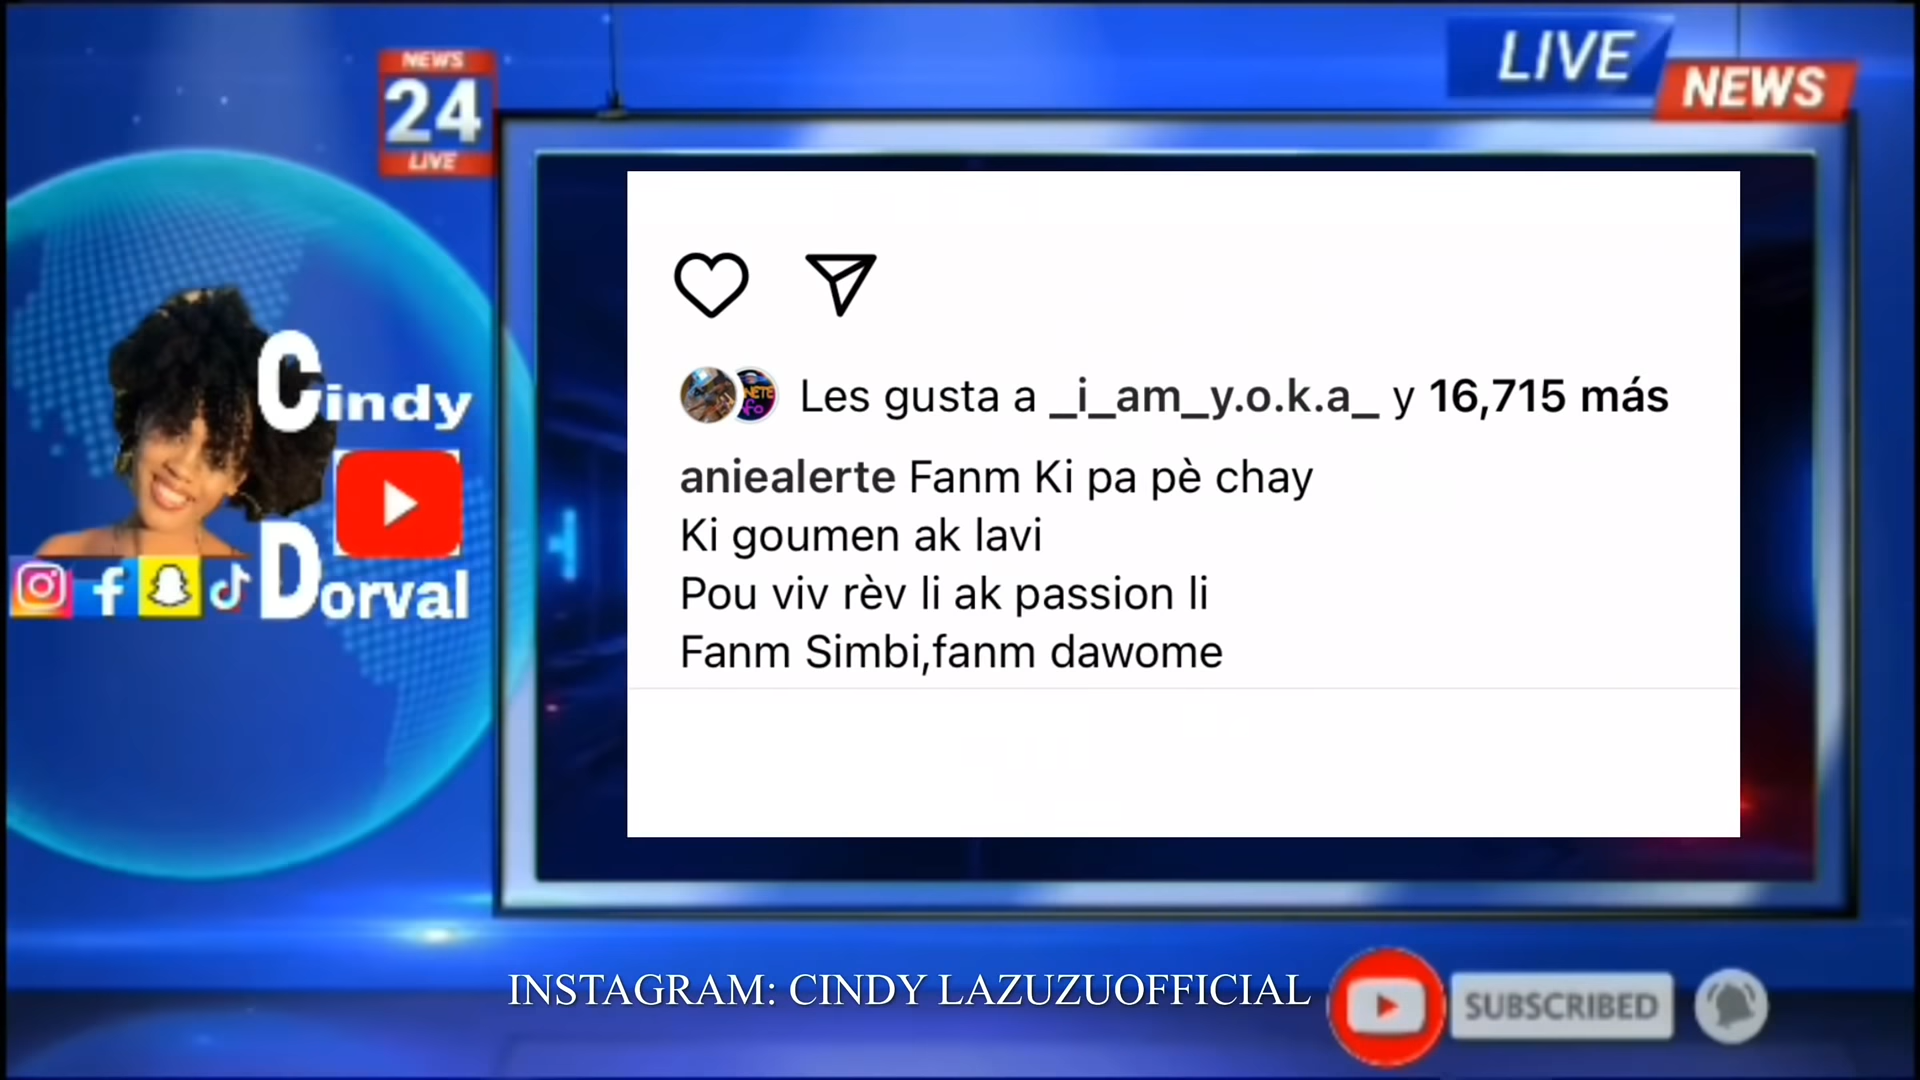 NEWS
24
LIVE
LIVE
NEWS
Cindy
Dorval
Les gusta a _i_am_y.o.k.a_ y 16,715 más
aniealerte Fanm Ki pa pè chay
Ki goumen ak lavi
Pou viv rèv li ak passion li
Fanm Simbi,fanm dawome
INSTAGRAM: CINDY LAZUZUOFFICIAL
SUBSCRIBED